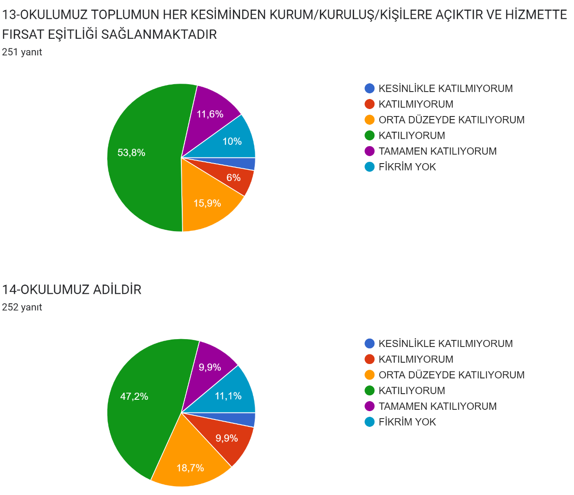 13-OKULUMUZ TOPLUMUN HER KESİMİNDEN KURUM/KURULUŞ/KİŞİLERE AÇIKTIR VE HİZMETTE
FIRSAT EŞİTLİĞİ SAĞLANMAKTADIR
251 yanıt
KESİNLİKLE KATILMIYORUM
KATILMIYORUM
ORTA DÜZEYDE KATILIYORUM
KATILIYORUM
TAMAMEN KATILIYORUM
FİKRİM YOK
11,6%
10%
53,8%
6%
15,9%
14-OKULUMUZ ADİLDİR
252 yanıt
KESİNLİKLE KATILMIYORUM
KATILMIYORUM
ORTA DÜZEYDE KATILIYORUM
KATILIYORUM
TAMAMEN KATILIYORUM
FİKRİM YOK
9,9%
11,1%
47,2%
9,9%
18,7%